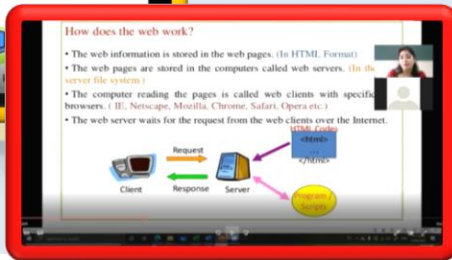 How does the web work?
• The web information is stored in the web pages. (In HTML Format)
• The web pages are stored in the computers called web servers. (In the
server file system.)
• The computer reading the pages is called web clients with specific
browsers. ( IE, Netscape, Mozilla, Chrome, Safari, Opera etc.)
• The web server waits for the request from the web clients over the Internet.
HTML Codes
<html>
...
</html>
Request
Response
Client
Server
Program /
Scripts